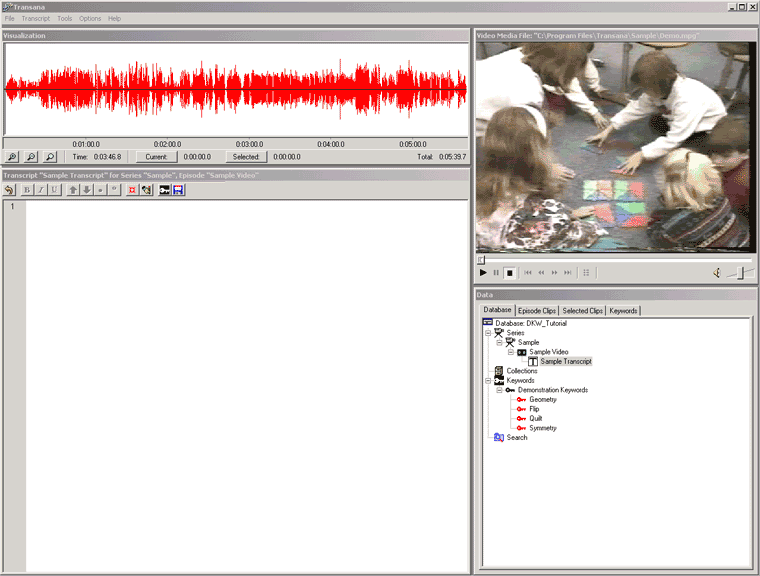 Transana
File Transcript Tools Options Help
Visualization
0:01:00.0 0:02:00.0 0:03:00.0 0:04:00.0 0:05:00.0
Time: 0:03:46.8 Current: 0:00:00.0 Selected: 0:00:00.0 Total: 0:05:39.7
Transcript "Sample Transcript" for Series "Sample", Episode "Sample Video"
B I U
1
Video Media File: "C:\Program Files\Transana\Sample\Demo.mpg"
Data
Database Episode Clips Selected Clips Keywords
Database: DKW_Tutorial
Series
Sample
Sample Video
Sample Transcript
Collections
Keywords
Demonstration Keywords
Geometry
Flip
Quilt
Symmetry
Search